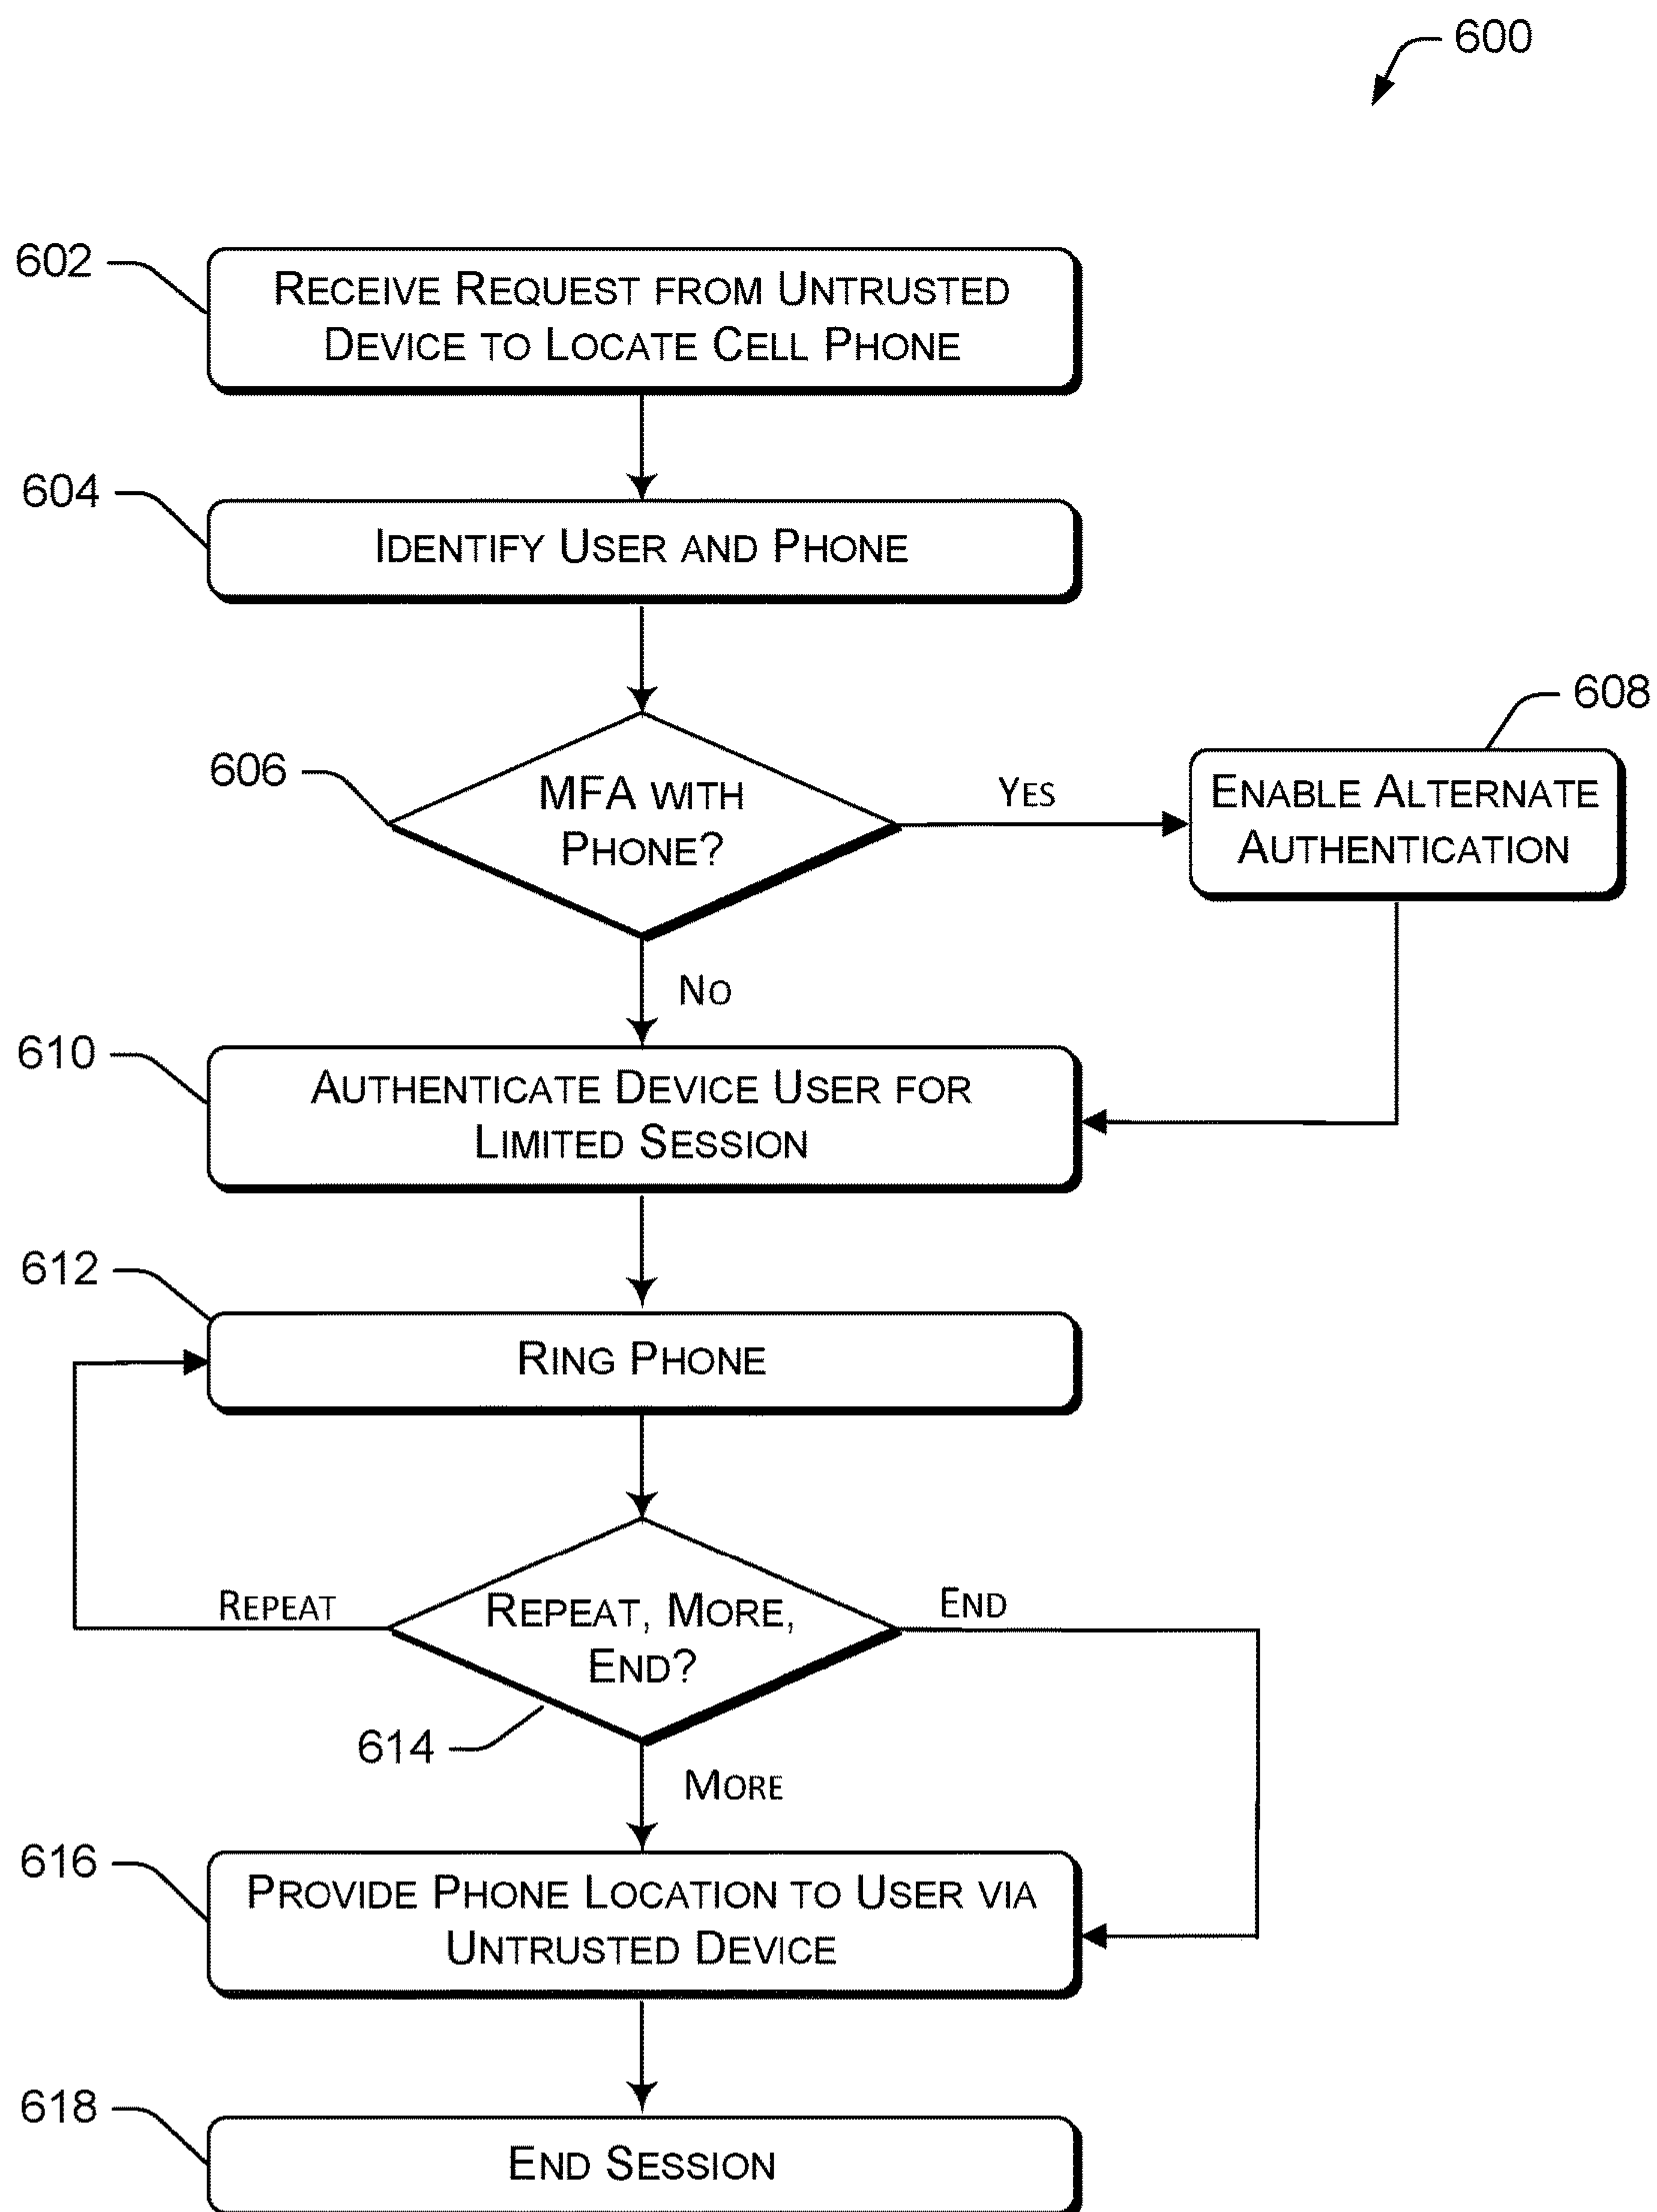 600
602
RECEIVE REQUEST FROM UNTRUSTED
DEVICE TO LOCATE CELL PHONE
604
IDENTIFY USER AND PHONE
606
MFA WITH
PHONE?
YES
608
ENABLE ALTERNATE
AUTHENTICATION
NO
610
AUTHENTICATE DEVICE USER FOR
LIMITED SESSION
612
RING PHONE
REPEAT
REPEAT, MORE,
END?
END
614
MORE
616
PROVIDE PHONE LOCATION TO USER VIA
UNTRUSTED DEVICE
618
END SESSION